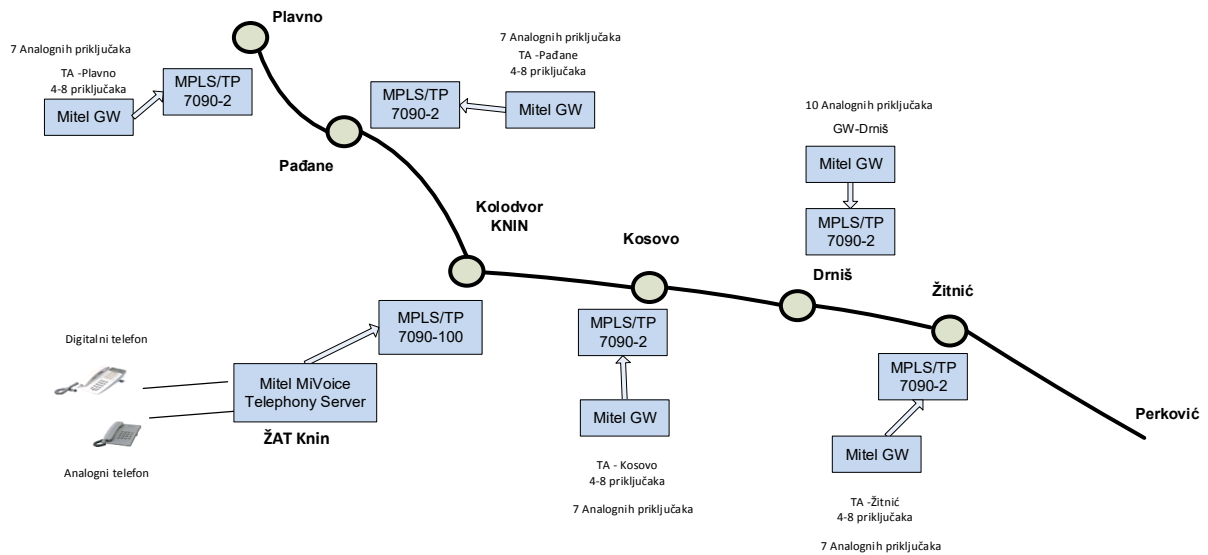 Plavno
7 Analognih priključaka
TA -Plavno
4-8 priključaka
Mitel GW
MPLS/TP
7090-2
7 Analognih priključaka
TA -Pađane
4-8 priključaka
MPLS/TP
7090-2
Mitel GW
Pađane
10 Analognih priključaka
GW-Drniš
Mitel GW
MPLS/TP
7090-2
Kolodvor
KNIN
Kosovo
Drniš
Žitnić
MPLS/TP
7090-100
Digitalni telefon
Mitel MiVoice
Telephony Server
ŽAT Knin
Analogni telefon
MPLS/TP
7090-2
Mitel GW
TA - Kosovo
4-8 priključaka
7 Analognih priključaka
MPLS/TP
7090-2
Mitel GW
TA -Žitnić
4-8 priključaka
7 Analognih priključaka
Perković